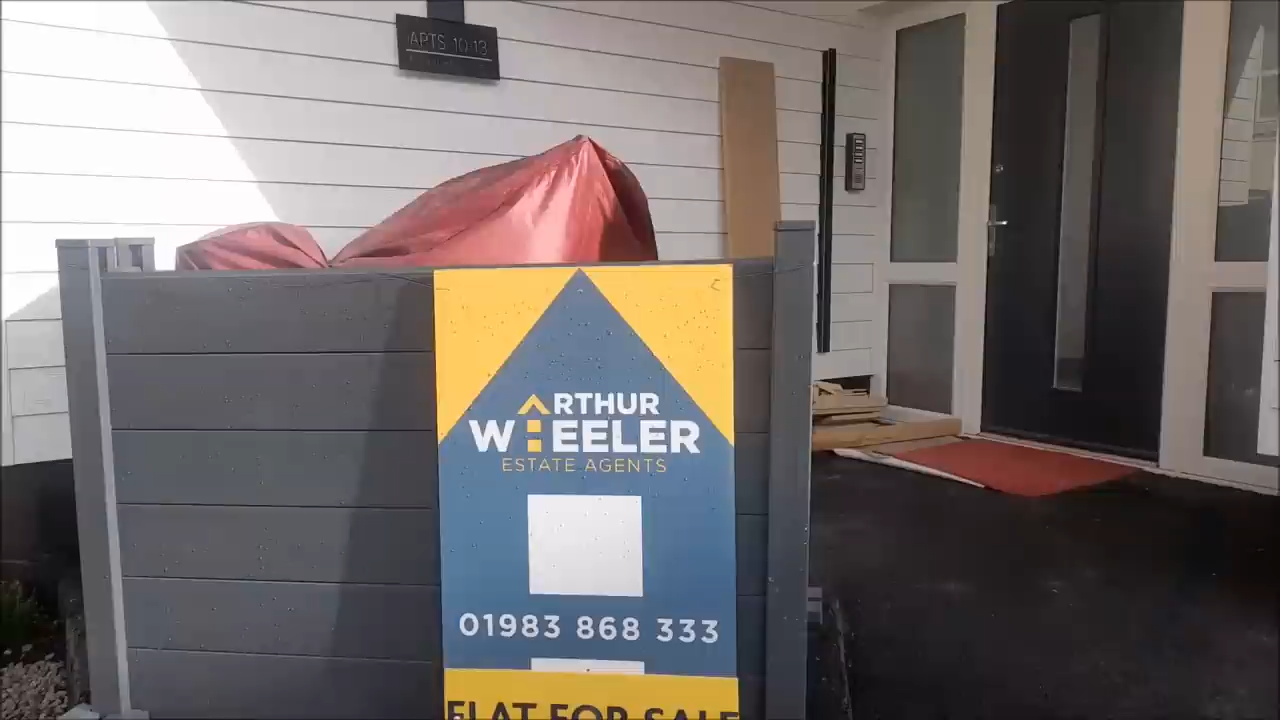 APTS 10-13
ARTHUR
WHEELER
ESTATE AGENTS
01983 868 333
FLAT FOR SALE